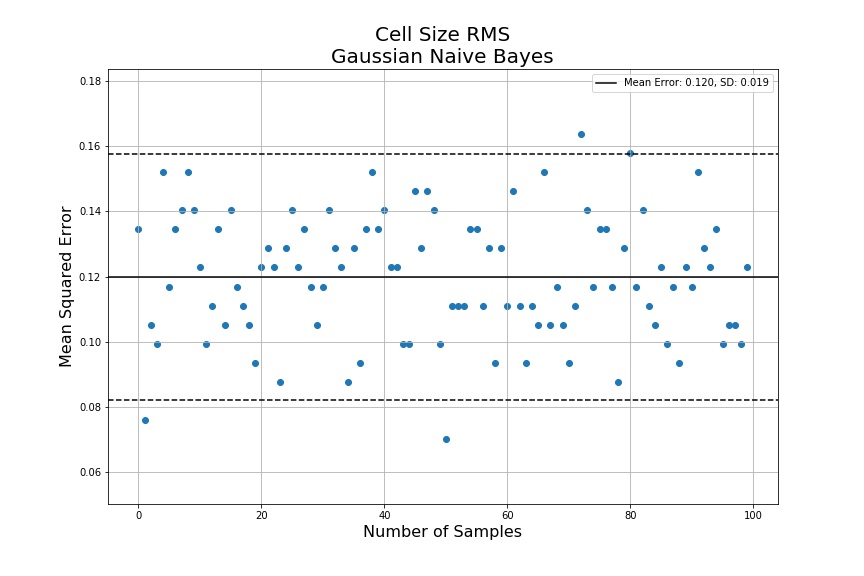 Cell Size RMS
Gaussian Naive Bayes
Mean Error: 0.120, SD: 0.019
Mean Squared Error
0.18
0.16
0.14
0.12
0.10
0.08
0.06
0 20 40 60 80 100
Number of Samples